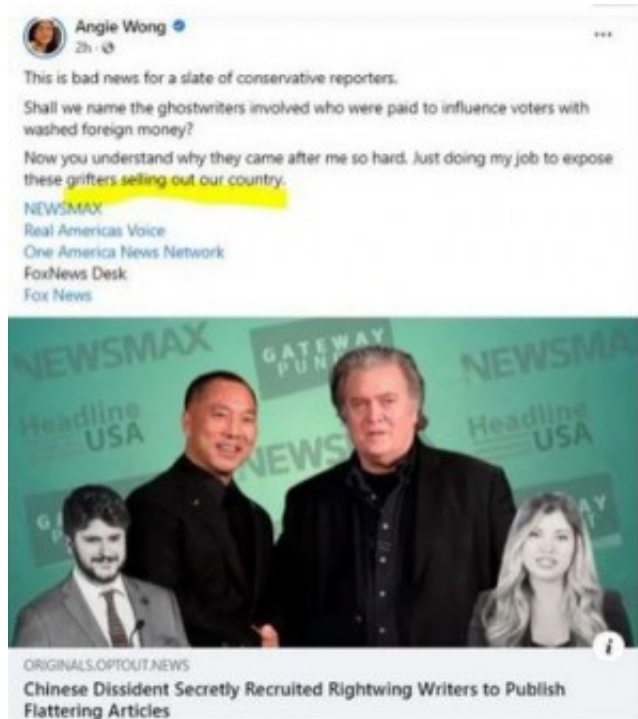 Angie Wong
2h ·
This is bad news for a slate of conservative reporters.
Shall we name the ghostwriters involved who were paid to influence voters with
washed foreign money?
Now you understand why they came after me so hard. Just doing my job to expose
these grifters selling out our country.
NEWSMAX
Real Americas Voice
One America News Network
FoxNews Desk
Fox News
NEWSMAX
GATEWAY
PUN
NEWSMA
Headline
USA
NEWS
Headline
USA
G
P
AY
T
i
ORIGINALS.OPTOUT.NEWS
Chinese Dissident Secretly Recruited Rightwing Writers to Publish
Flattering Articles